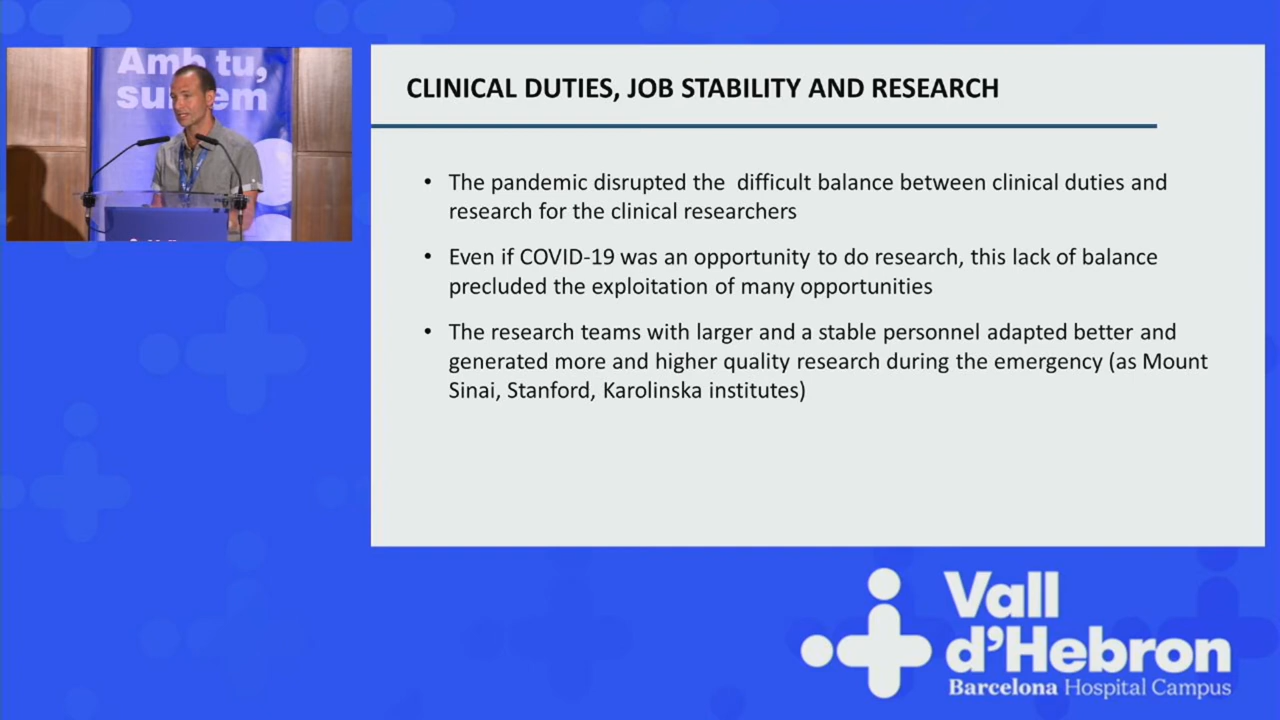 Amb tu,
CLINICAL DUTIES, JOB STABILITY AND RESEARCH
• The pandemic disrupted the  difficult balance between clinical duties and
research for the clinical researchers
• Even if COVID-19 was an opportunity to do research, this lack of balance
precluded the exploitation of many opportunities
• The research teams with larger and a stable personnel adapted better and
generated more and higher quality research during the emergency (as Mount
Sinai, Stanford, Karolinska institutes)
Vall
d'Hebron
Barcelona Hospital Campus